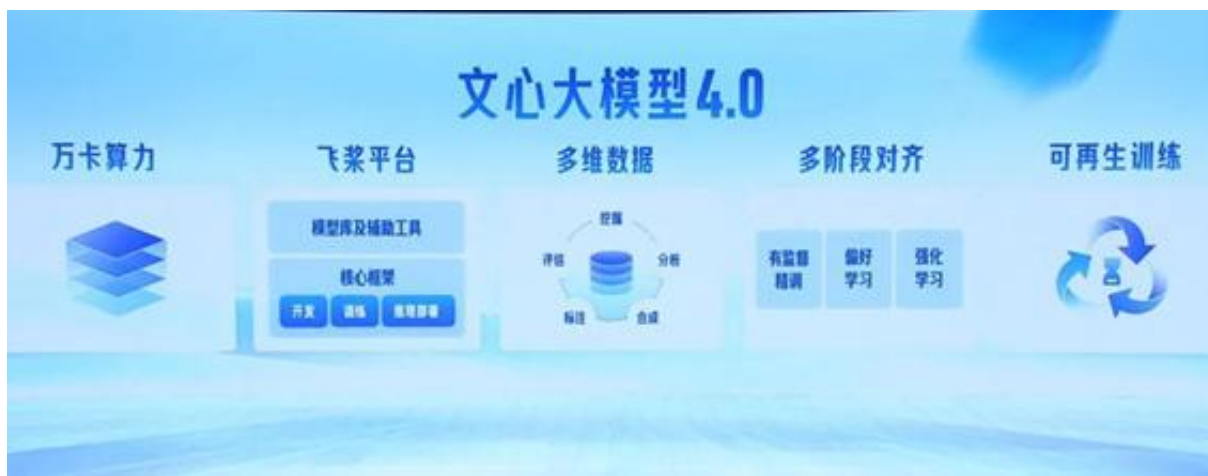 文心大模型4.0
万卡算力
飞桨平台
多维数据
多阶段对齐
可再生训练
模型库及辅助工具
核心框架
开发
训练
推理部署
挖掘
分析
合成
标注
评估
有监督
精调
偏好
学习
强化
学习